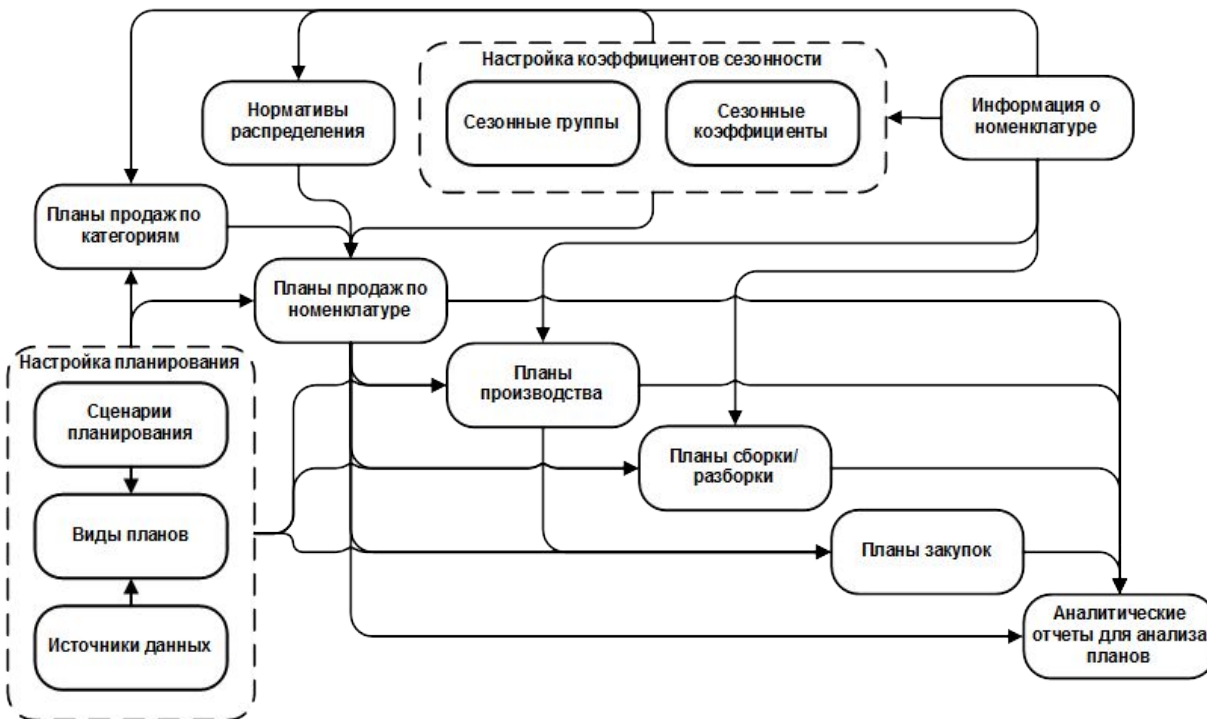 Настройка коэффициентов сезонности
Нормативы
распределения
Сезонные группы
Сезонные
коэффициенты
Информация о
номенклатуре
Планы продаж по
категориям
Планы продаж по
номенклатуре
Настройка планирования
Сценарии
планирования
Виды планов
Источники данных
Планы
производства
Планы сборки/
разборки
Планы закупок
Аналитические
отчеты для анализа
планов